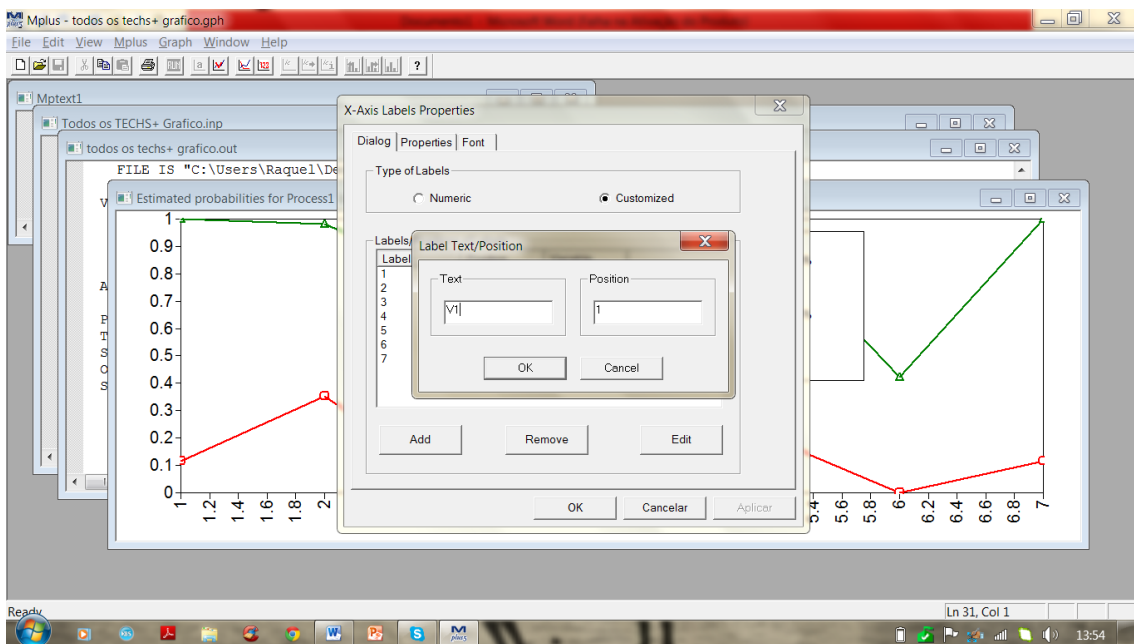 Mplus - todos os techs+ grafico.gph
File Edit View Mplus Graph Window Help
Mptext1
Todos os TECHS+ Grafico.inp
todos os techs+ grafico.out
FILE IS "C:\Users\Raquel\De
V
A
P
T
S
O
S
Estimated probabilities for Process1
1
0.9
0.8
0.7
0.6
0.5
0.4
0.3
0.2
0.1
0
1 1.2 1.4 1.6 1.8 2
5.4 5.6 5.8 6 6.2 6.4 6.6 6.8 7
X-Axis Labels Properties
Dialog Properties Font
Type of Labels
Numeric Customized
Labels/
Label
1
2
3
4
5
6
7
Label Text/Position
Text Position
V1 1
OK Cancel
Add Remove Edit
OK Cancelar Aplicar
Ready
Ln 31, Col 1
13:54